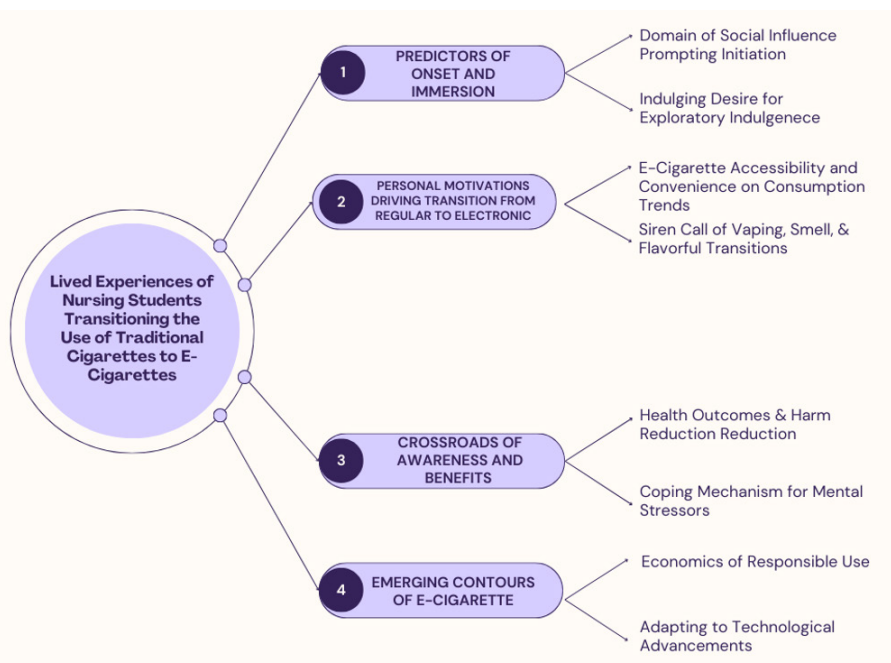 Lived Experiences of
Nursing Students
Transitioning the
Use of Traditional
Cigarettes to E-
Cigarettes
1
PREDICTORS OF
ONSET AND
IMMERSION
Domain of Social Influence
Prompting Initiation
Indulging Desire for
Exploratory Indulgenece
2
PERSONAL MOTIVATIONS
DRIVING TRANSITION FROM
REGULAR TO ELECTRONIC
E-Cigarette Accessibility and
Convenience on Consumption
Trends
Siren Call of Vaping, Smell, &
Flavorful Transitions
3
CROSSROADS OF
AWARENESS AND
BENEFITS
Health Outcomes & Harm
Reduction Reduction
Coping Mechanism for Mental
Stressors
4
EMERGING CONTOURS
OF E-CIGARETTE
Economics of Responsible Use
Adapting to Technological
Advancements